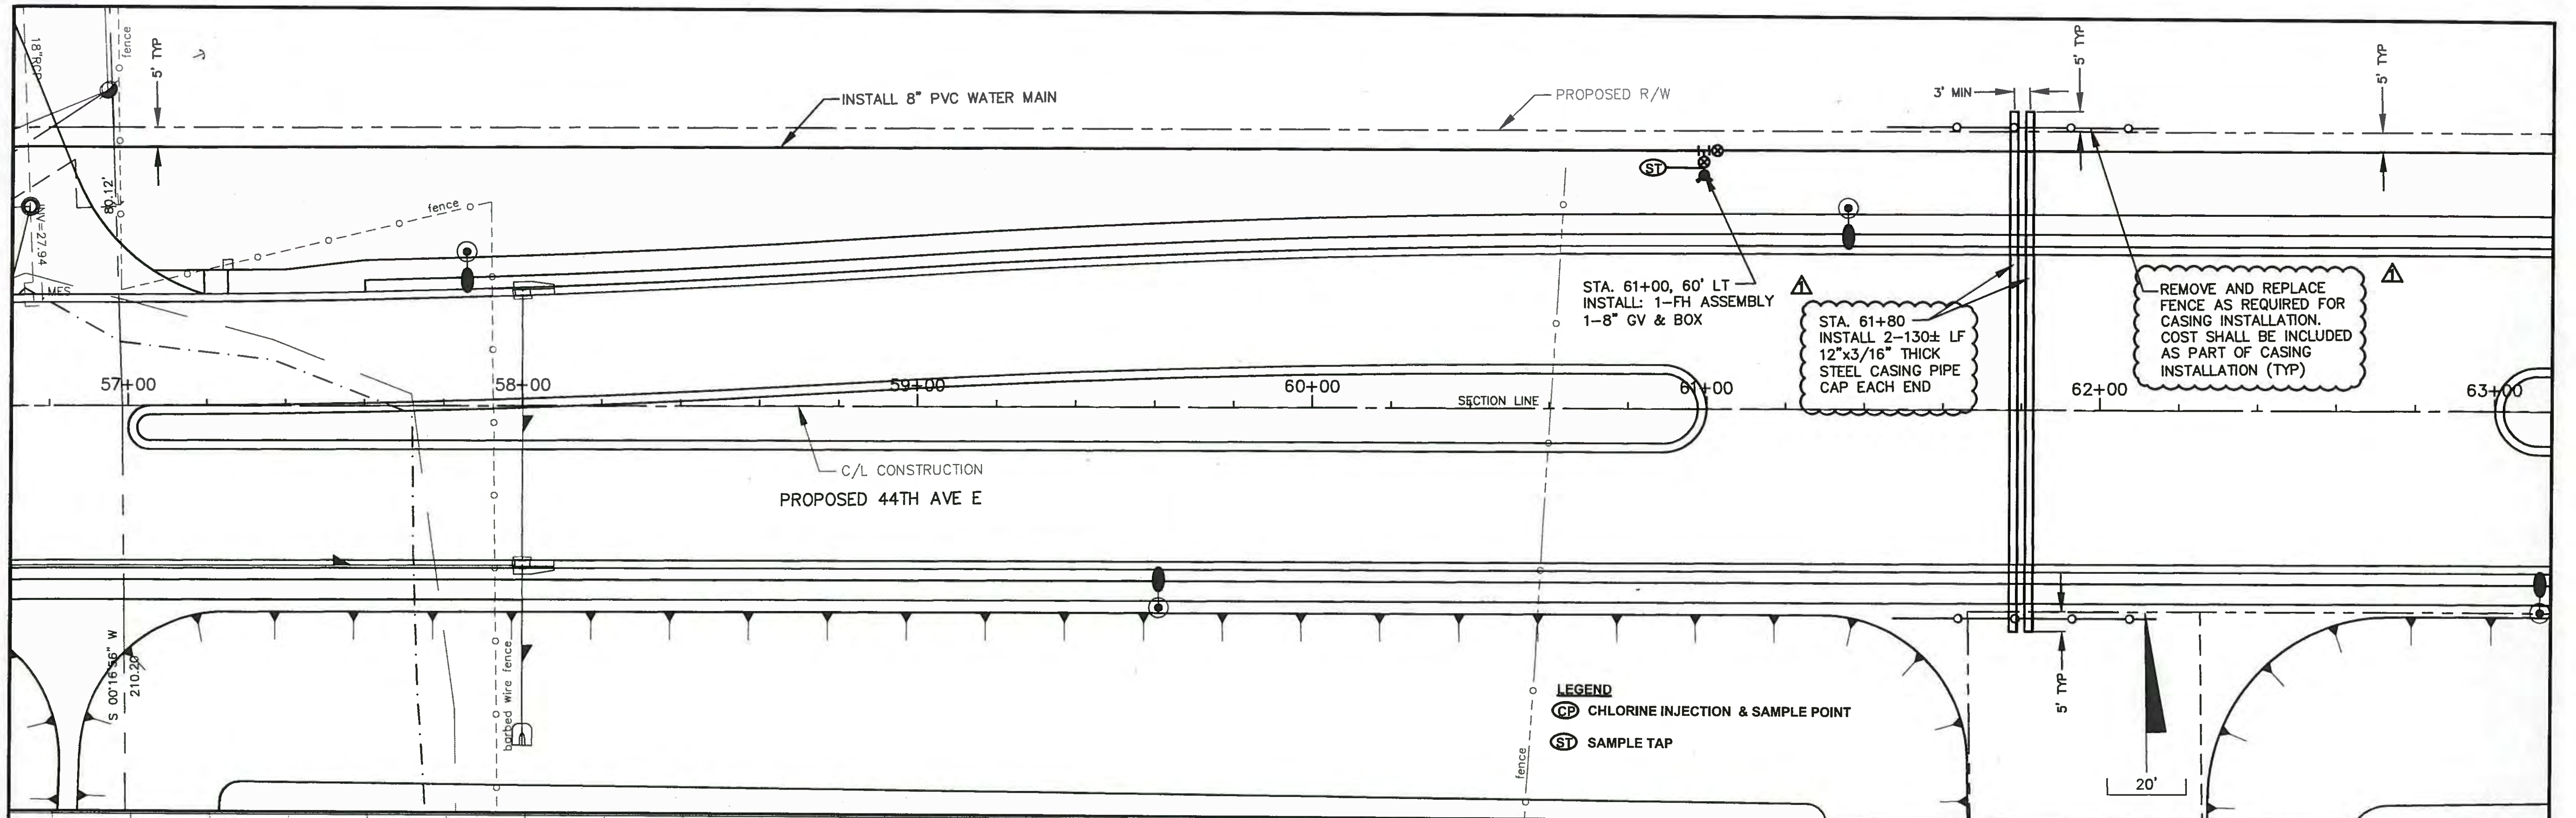 18"RCP
fence
5' TYP
INSTALL 8" PVC WATER MAIN
PROPOSED R/W
3' MIN
5' TYP
5' TYP
80.12'
INV=27.94
fence
ST
MES
STA. 61+00, 60' LT
INSTALL: 1-FH ASSEMBLY
1-8" GV & BOX
1
STA. 61+80
INSTALL 2-130± LF
12"x3/16" THICK
STEEL CASING PIPE
CAP EACH END
REMOVE AND REPLACE
FENCE AS REQUIRED FOR
CASING INSTALLATION.
COST SHALL BE INCLUDED
AS PART OF CASING
INSTALLATION (TYP)
1
57+00
58+00
59+00
60+00
61+00
62+00
63+00
SECTION LINE
C/L CONSTRUCTION
PROPOSED 44TH AVE E
S 00°16'56" W
210.20
barbed wire fence
fence
LEGEND
CP CHLORINE INJECTION & SAMPLE POINT
ST SAMPLE TAP
5' TYP
20'